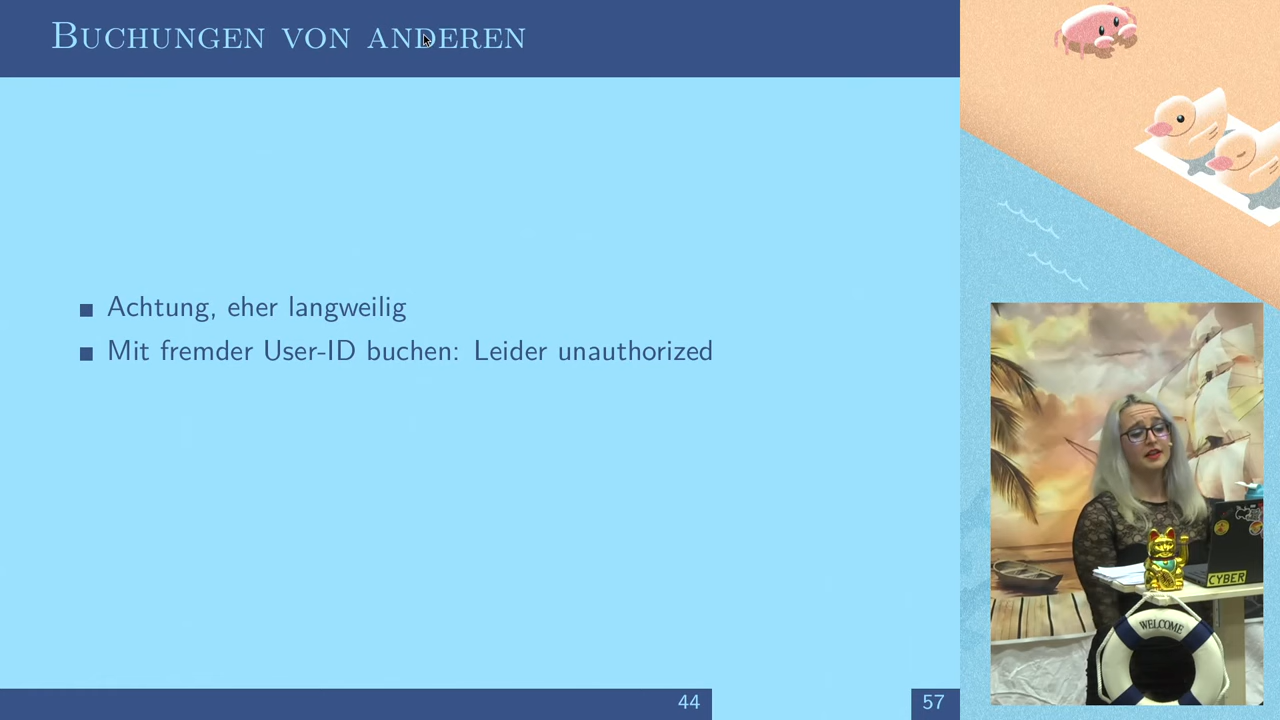 Buchungen von anderen
Achtung, eher langweilig
Mit fremder User-ID buchen: Leider unauthorized
CYBER
WELCOME
44
57